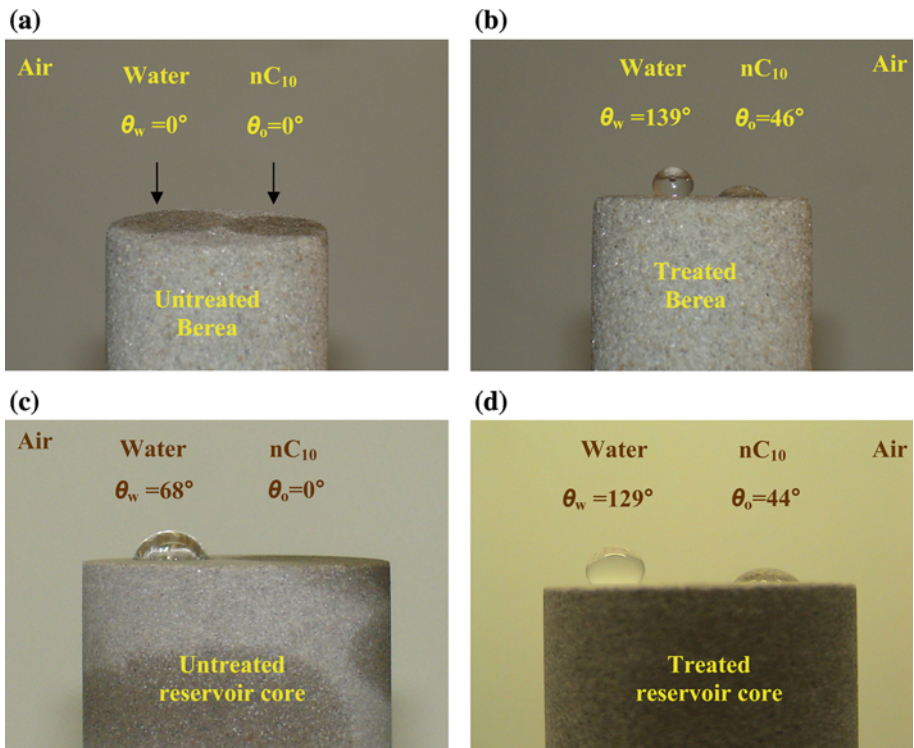 (a)
Air
Water
nC₁₀
θw =0°
θo=0°
Untreated
Berea
(b)
Water
nC₁₀
Air
θw =139°
θo=46°
Treated
Berea
(c)
Air
Water
nC₁₀
θw =68°
θo=0°
Untreated
reservoir core
(d)
Water
nC₁₀
Air
θw =129°
θo=44°
Treated
reservoir core